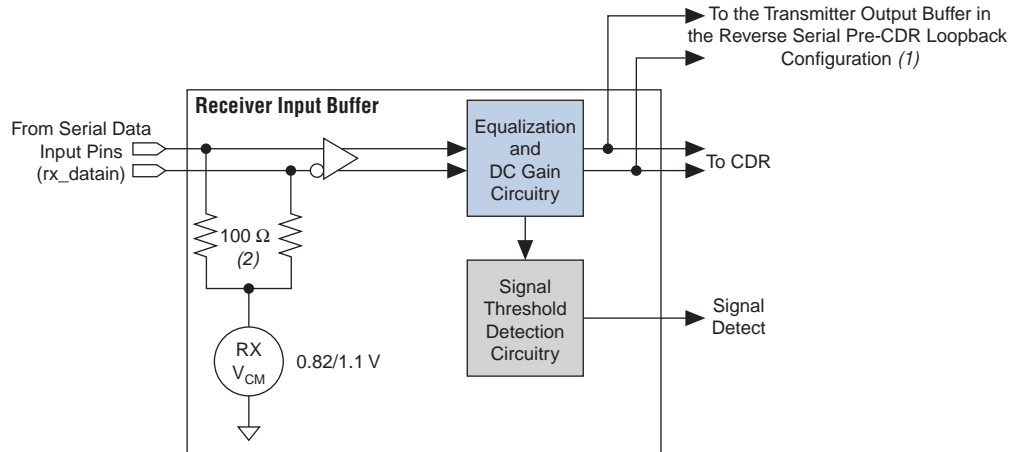 To the Transmitter Output Buffer in
the Reverse Serial Pre-CDR Loopback
Configuration (1)
Receiver Input Buffer
From Serial Data
Input Pins
(rx_datain)
Equalization
and
DC Gain
Circuitry
To CDR
100 Ω
(2)
Signal
Threshold
Detection
Circuitry
Signal
Detect
RX
VCM
0.82/1.1 V